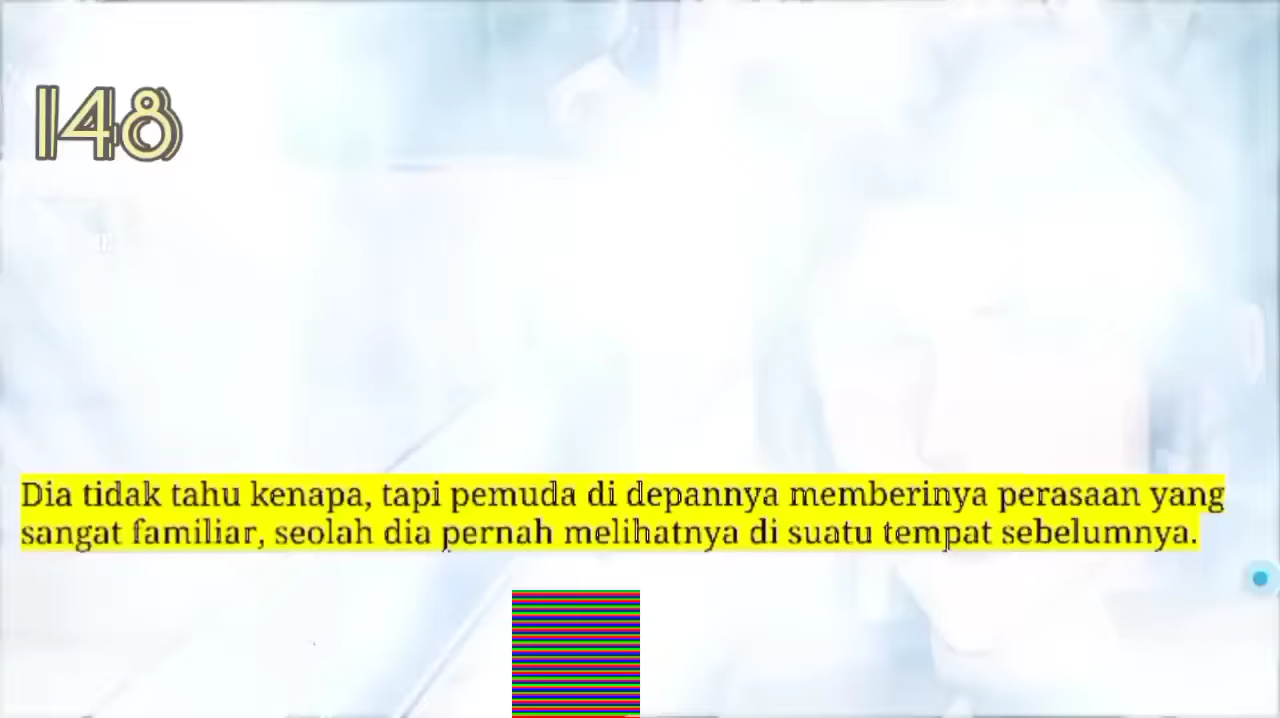 148
Dia tidak tahu kenapa, tapi pemuda di depannya memberinya perasaan yang
sangat familiar, seolah dia pernah melihatnya di suatu tempat sebelumnya.